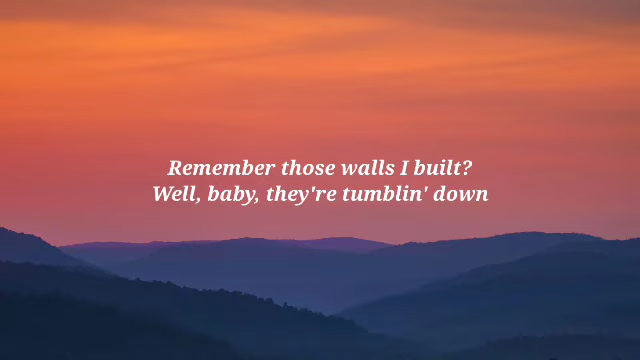 Remember those walls I built?
Well, baby, they're tumblin' down